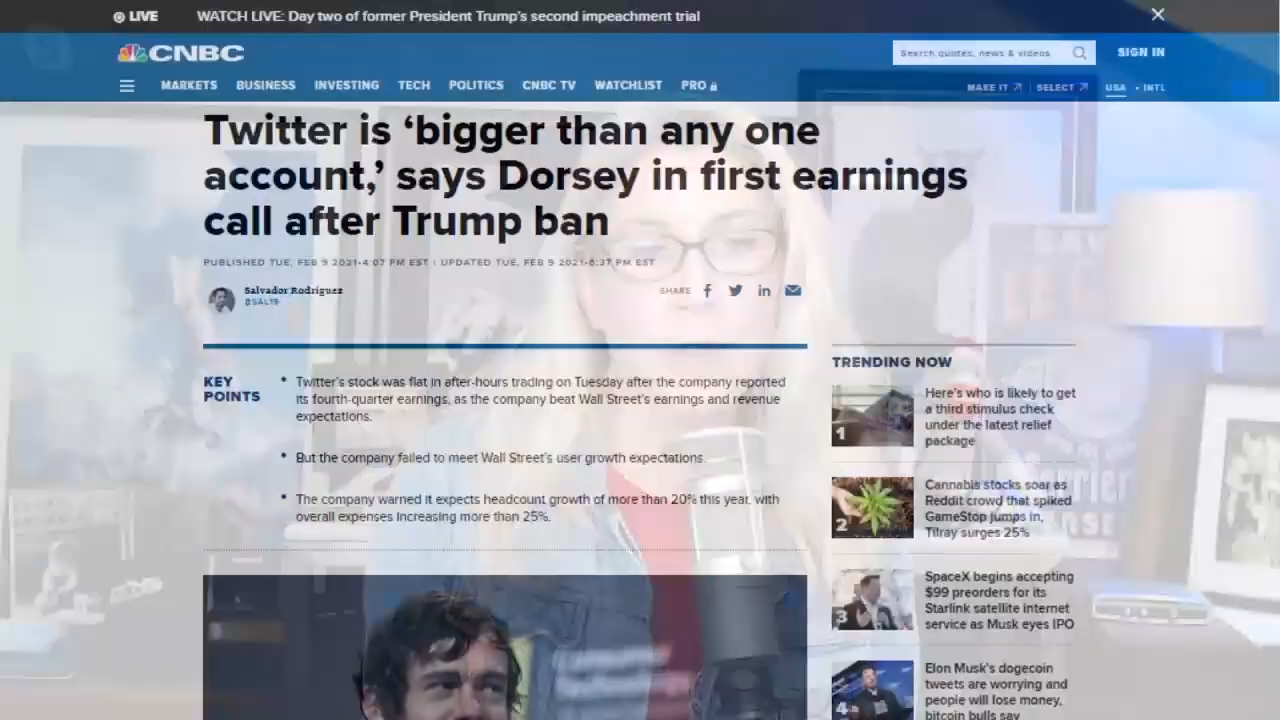 LIVE
WATCH LIVE: Day two of former President Trump's second impeachment trial
CNBC
Search quotes, news & videos
SIGN IN
MARKETS BUSINESS INVESTING TECH POLITICS CNBC TV WATCHLIST PRO
MAKE IT SELECT USA • INTL
Twitter is ‘bigger than any one
account,’ says Dorsey in first earnings
call after Trump ban
PUBLISHED TUE, FEB 9 2021•4:07 PM EST | UPDATED TUE, FEB 9 2021•6:37 PM EST
Salvador Rodriguez
@SAL19
SHARE
KEY
POINTS
• Twitter's stock was flat in after-hours trading on Tuesday after the company reported
its fourth-quarter earnings, as the company beat Wall Street's earnings and revenue
expectations.
• But the company failed to meet Wall Street's user growth expectations.
• The company warned it expects headcount growth of more than 20% this year, with
overall expenses increasing more than 25%.
TRENDING NOW
1
Here's who is likely to get
a third stimulus check
under the latest relief
package
2
Cannabis stocks soar as
Reddit crowd that spiked
GameStop jumps in,
Tilray surges 25%
3
SpaceX begins accepting
$99 preorders for its
Starlink satellite internet
service as Musk eyes IPO
4
Elon Musk's dogecoin
tweets are worrying and
people will lose money,
bitcoin bulls say